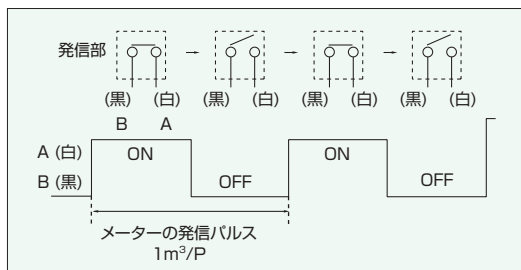 発信部
(黒) (白) (黒) (白) (黒) (白) (黒) (白)
B A
A (白) ON ON
B (黒) OFF OFF
メーターの発信パルス
1m³/P